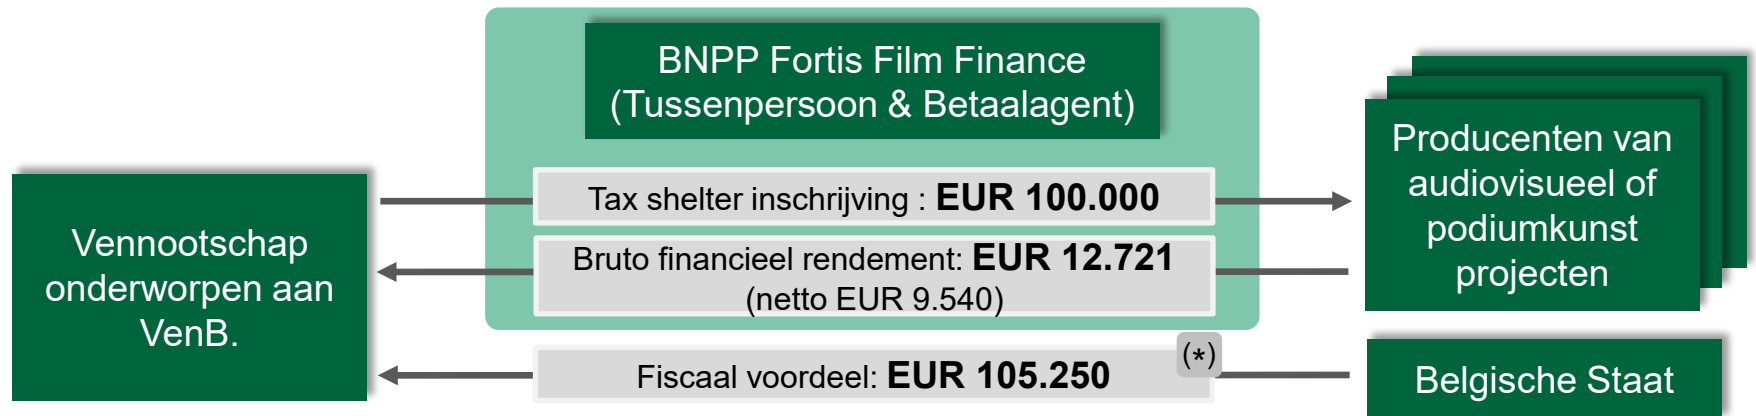 BNPP Fortis Film Finance
(Tussenpersoon & Betaalagent)
Vennootschap
onderworpen aan
VenB.
Tax shelter inschrijving : EUR 100.000
Bruto financieel rendement: EUR 12.721
(netto EUR 9.540)
Fiscaal voordeel: EUR 105.250
(*)
Producenten van
audiovisueel of
podiumkunst
projecten
Belgische Staat